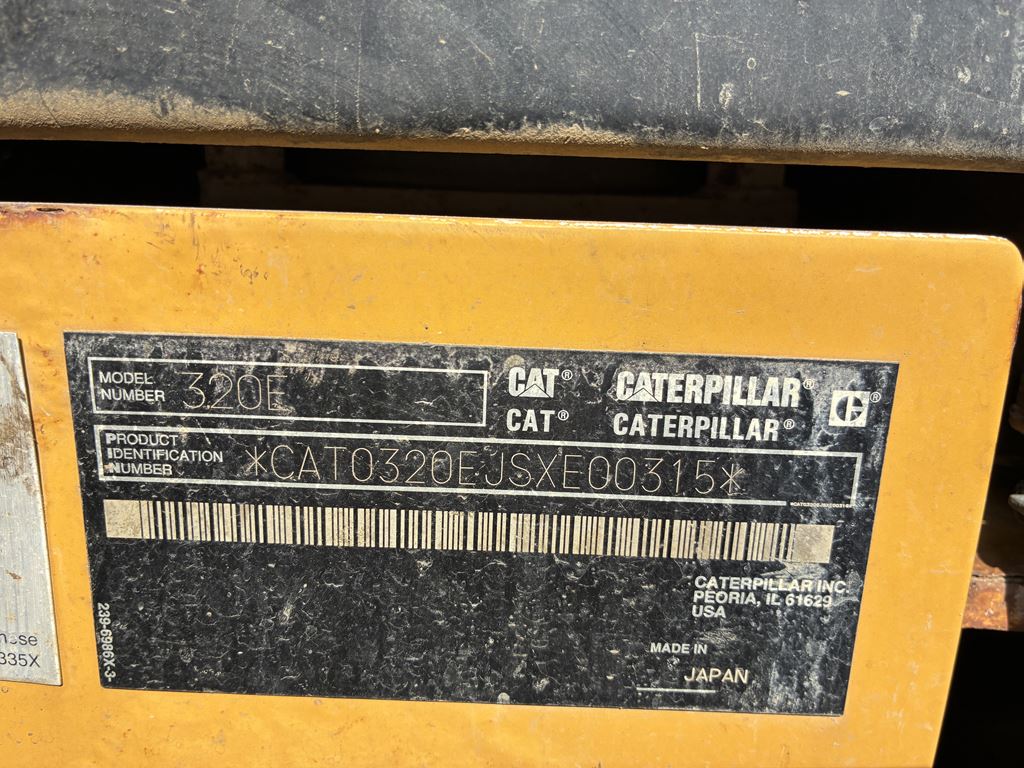 MODEL
NUMBER 320E
CAT® CATERPILLAR® ®
CAT® CATERPILLAR®
PRODUCT
IDENTIFICATION
NUMBER *CAT0320EJSXE00315*
CATERPILLAR INC.
PEORIA, IL 61629
USA
MADE IN
JAPAN
239-6986X-3
335X